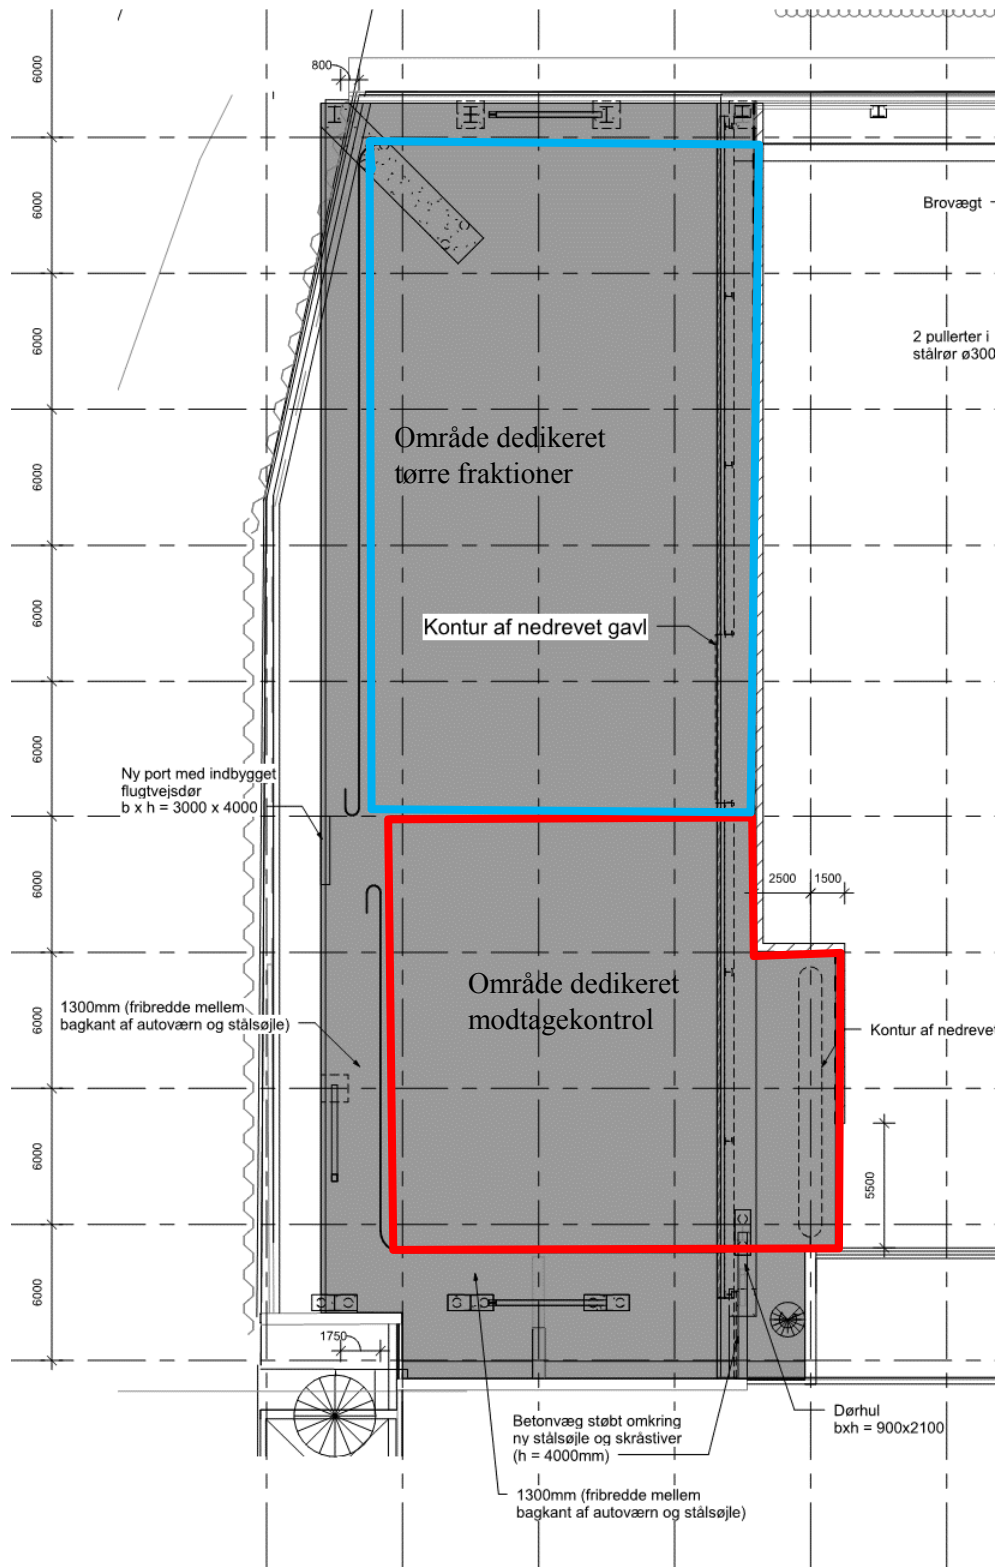 6000
800
6000
Brovægt
6000
2 pullerter i
stålrør ø300
6000
Område dedikeret
tørre fraktioner
6000
Kontur af nedrevet gavl
6000
Ny port med indbygget
flugtvejsdør
b x h = 3000 x 4000
6000
2500
1500
6000
Område dedikeret
modtagekontrol
1300mm (fribredde mellem
bagkant af autoværn og stålsøjle)
Kontur af nedrevet
6000
5500
6000
1750
Betonvæg støbt omkring
ny stålsøjle og skråstiver
(h = 4000mm)
Dørhul
bxh = 900x2100
1300mm (fribredde mellem
bagkant af autoværn og stålsøjle)